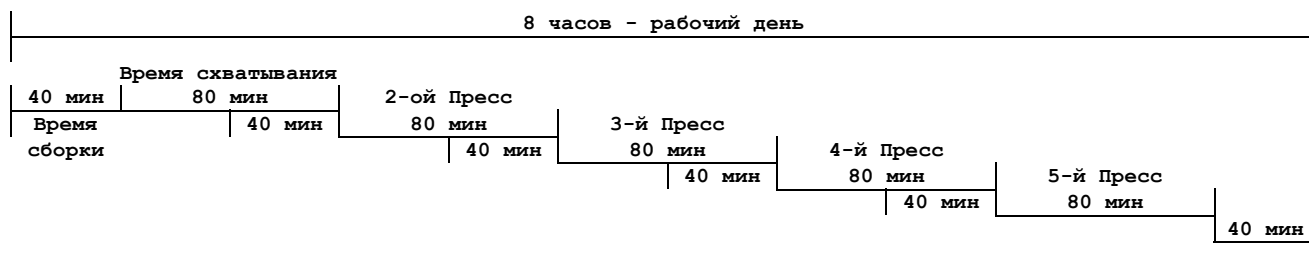 8 часов - рабочий день
Время схватывания
40 мин 80 мин 2-ой Пресс
Время 40 мин 80 мин 3-й Пресс
сборки 40 мин 80 мин 4-й Пресс
40 мин 80 мин 5-й Пресс
40 мин 80 мин
40 мин